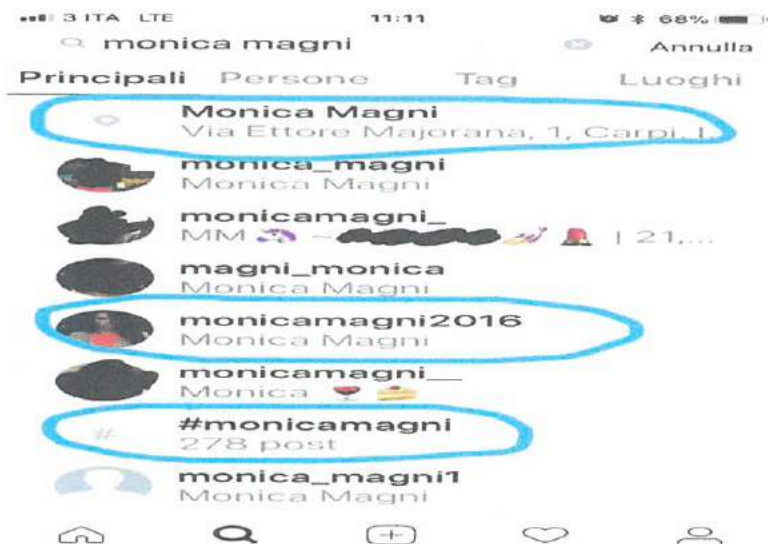 3 ITA LTE 11:11 68%
monica magni Annulla
Principali Persone Tag Luoghi
Monica Magni
Via Ettore Majorana, 1, Carpi, I...
monica_magni
Monica Magni
monicamagni_
MM 🦄 ~ 💅 💄 | 21,...
magni_monica
Monica Magni
monicamagni2016
Monica Magni
monicamagni__
Monica 🍷 🍰
#monicamagni
# 278 post
monica_magni1
Monica Magni